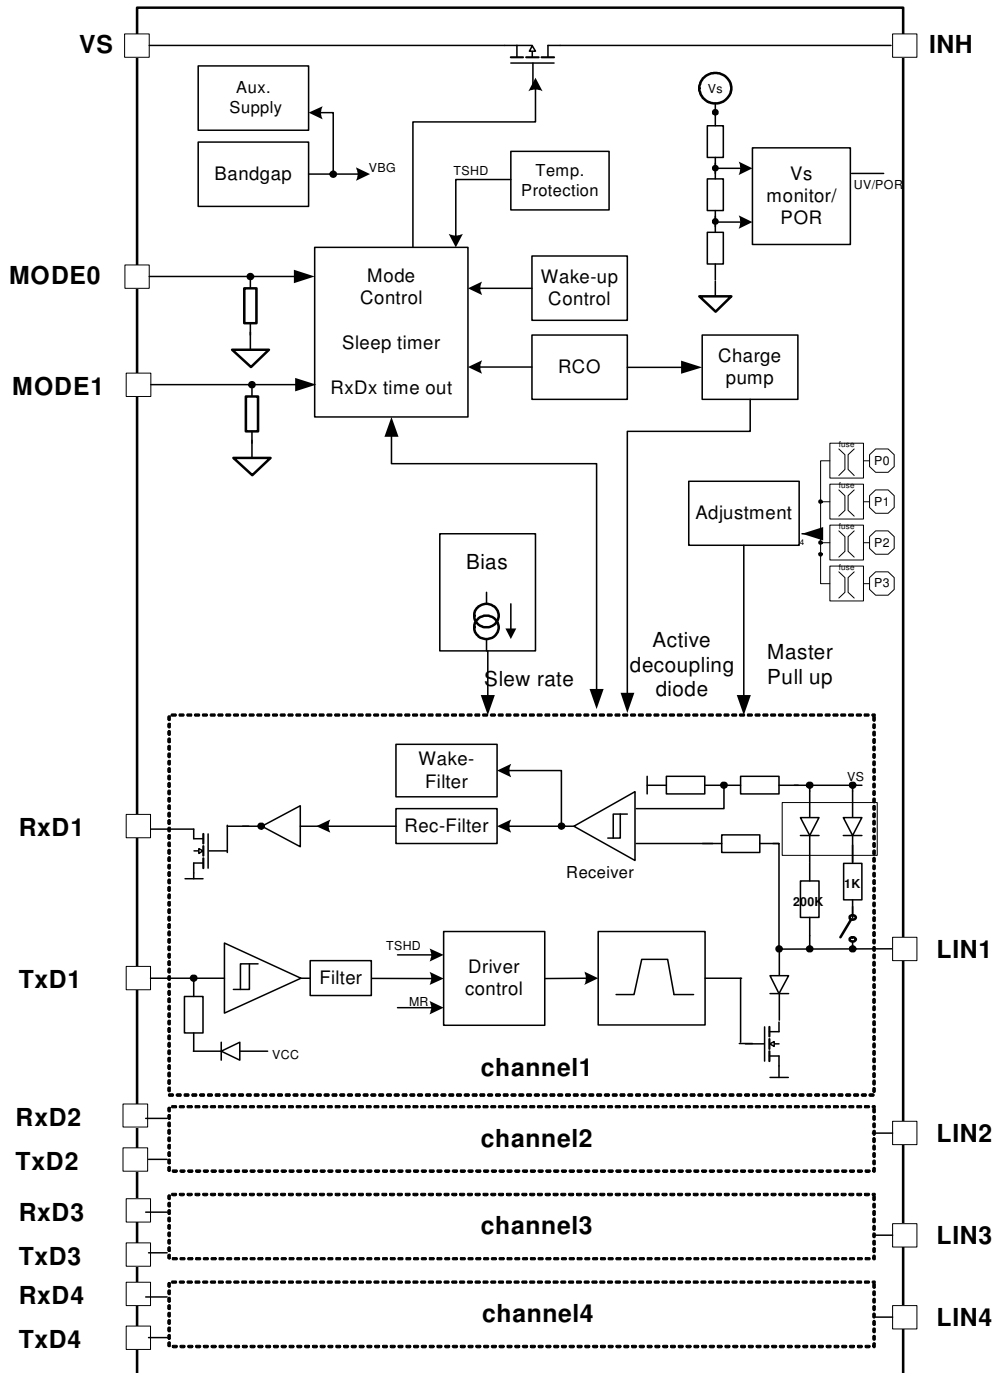 VS
INH
Aux.
Supply
Vs
Bandgap
VBG
TSHD
Temp.
Protection
Vs
monitor/
POR
UV/POR
MODE0
Mode
Control
Sleep timer
RxDx time out
Wake-up
Control
MODE1
RCO
Charge
pump
fuse
P0
fuse
P1
fuse
P2
fuse
P3
Adjustment
4
Bias
Slew rate
Active
decoupling
diode
Master
Pull up
Wake-
Filter
VS
RxD1
Rec-Filter
Receiver
200K
1K
LIN1
TxD1
Filter
TSHD
MR
Driver
control
VCC
channel1
RxD2
TxD2
channel2
LIN2
RxD3
TxD3
channel3
LIN3
RxD4
TxD4
channel4
LIN4